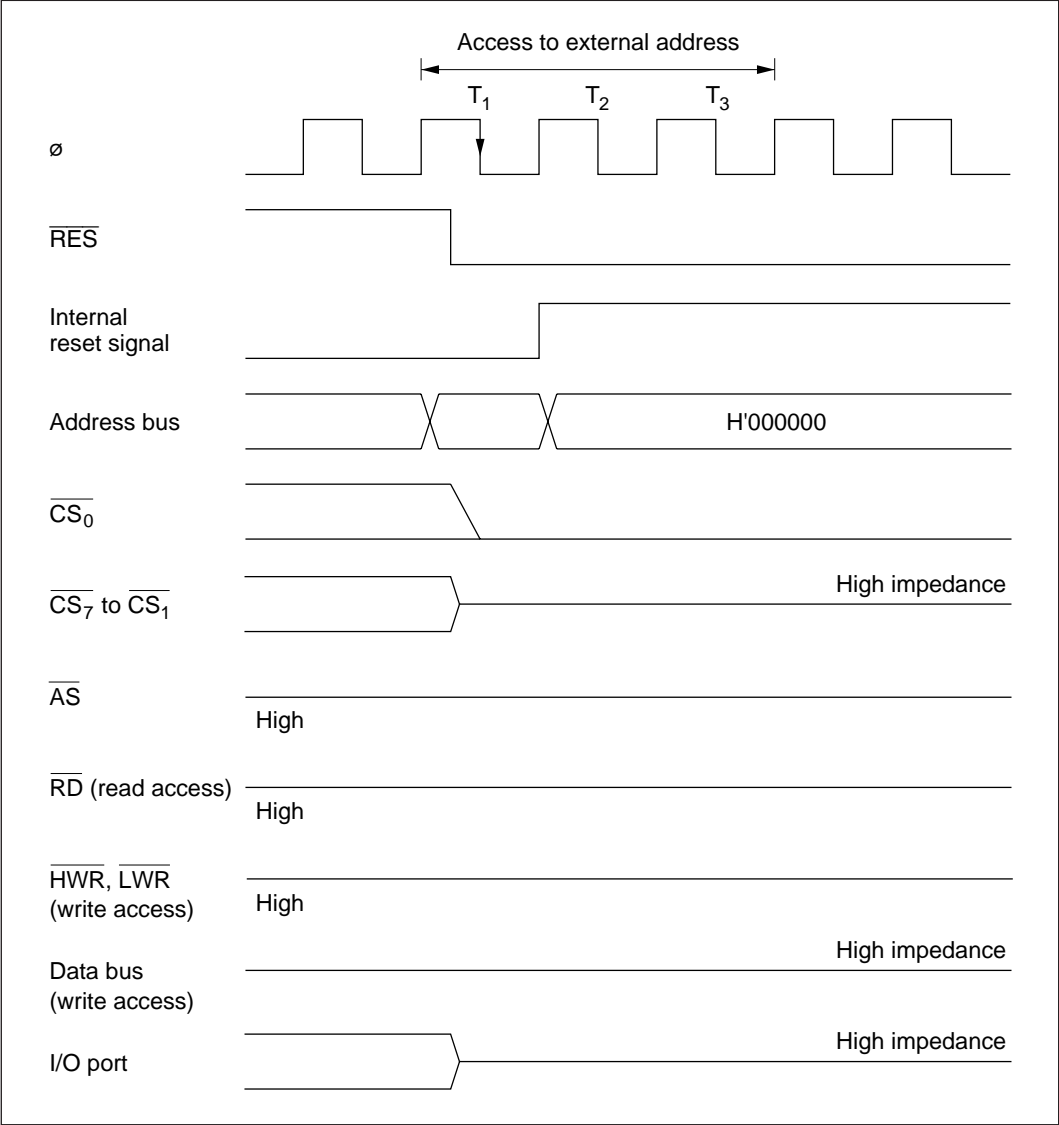 Access to external address
T1 T2 T3
ø
RES
Internal
reset signal
Address bus H'000000
CS0
CS7 to CS1 High impedance
AS
High
RD (read access)
High
HWR, LWR
(write access) High
High impedance
Data bus
(write access)
High impedance
I/O port